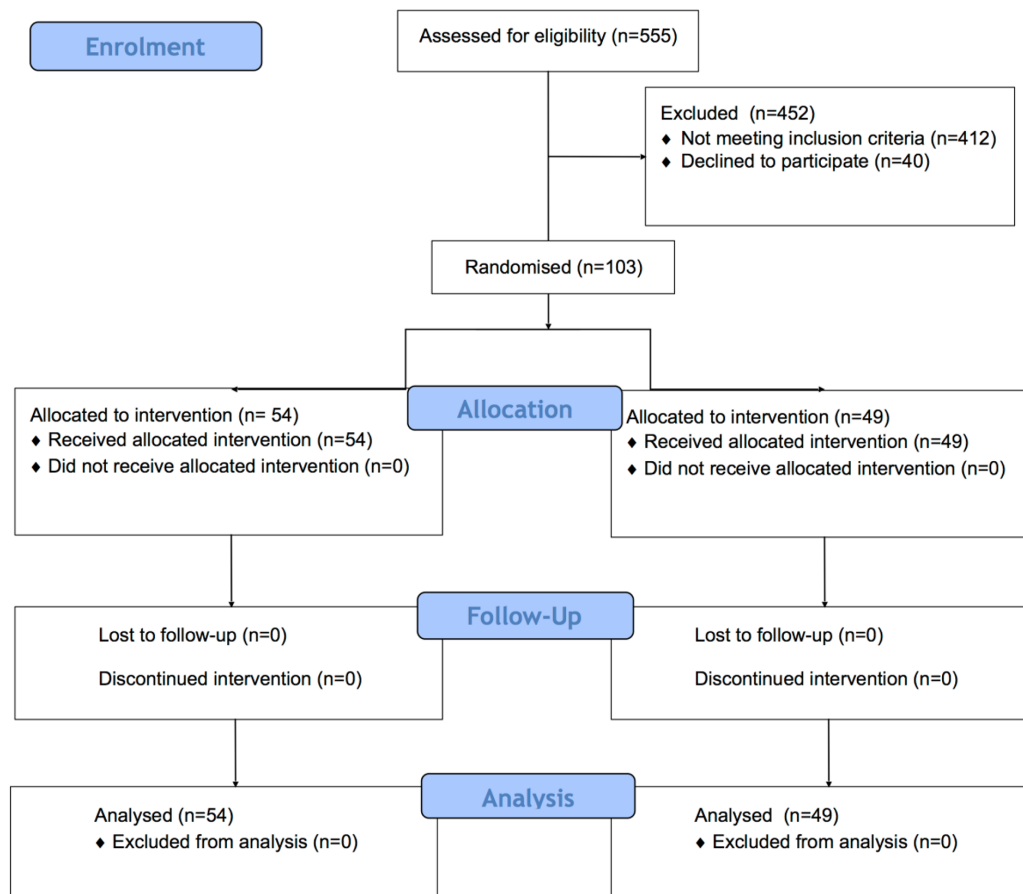 Enrolment
Assessed for eligibility (n=555)
Excluded (n=452)
♦ Not meeting inclusion criteria (n=412)
♦ Declined to participate (n=40)
Randomised (n=103)
Allocation
Allocated to intervention (n= 54)
♦ Received allocated intervention (n=54)
♦ Did not receive allocated intervention (n=0)
Allocated to intervention (n=49)
♦ Received allocated intervention (n=49)
♦ Did not receive allocated intervention (n=0)
Follow-Up
Lost to follow-up (n=0)
Discontinued intervention (n=0)
Lost to follow-up (n=0)
Discontinued intervention (n=0)
Analysis
Analysed (n=54)
♦ Excluded from analysis (n=0)
Analysed (n=49)
♦ Excluded from analysis (n=0)